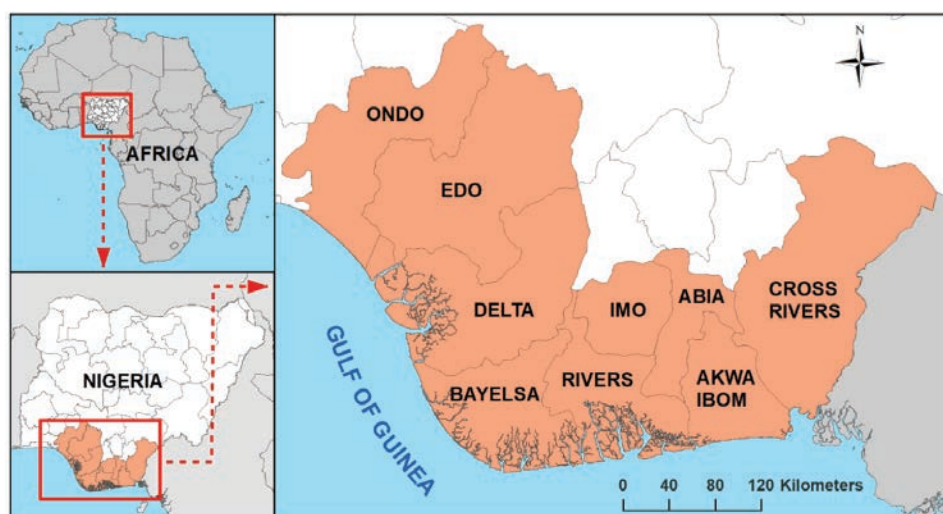 AFRICA
NIGERIA
N
ONDO
EDO
DELTA
IMO
ABIA
CROSS
RIVERS
BAYELSA
RIVERS
AKWA
IBOM
GULF OF GUINEA
0 40 80 120 Kilometers